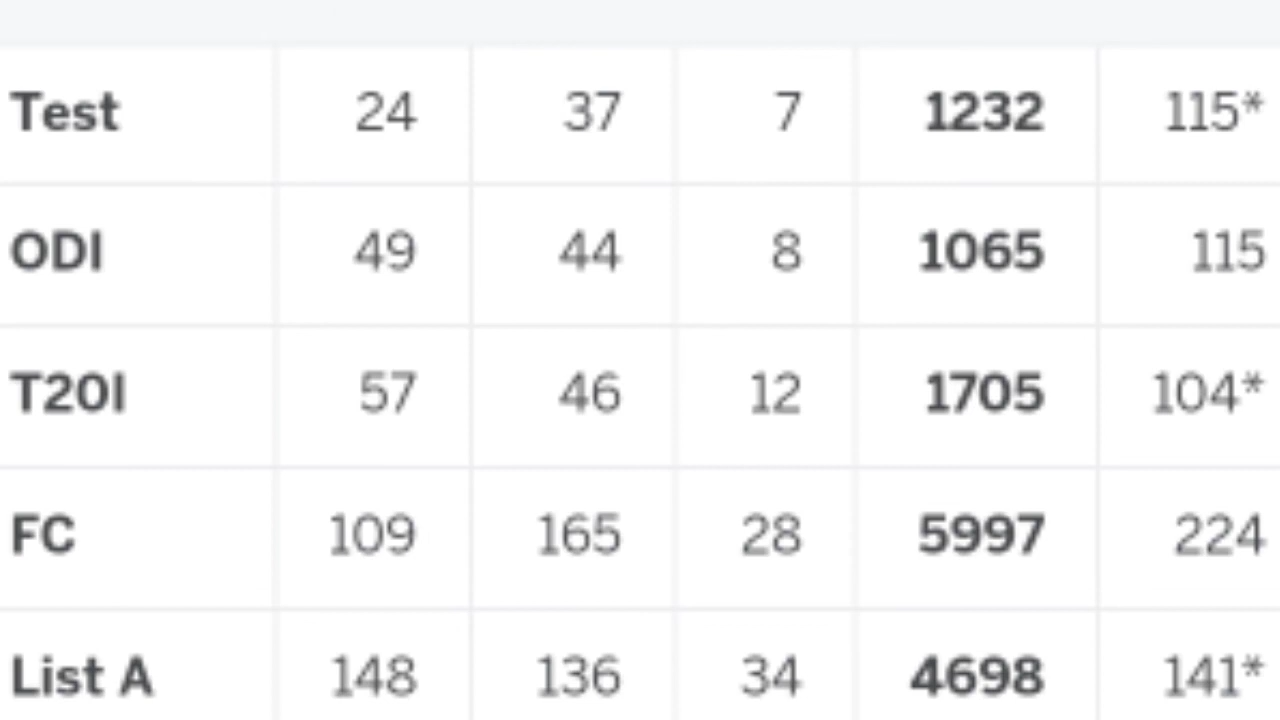 Test 24 37 7 1232 115*
ODI 49 44 8 1065 115
T20I 57 46 12 1705 104*
FC 109 165 28 5997 224
List A 148 136 34 4698 141*